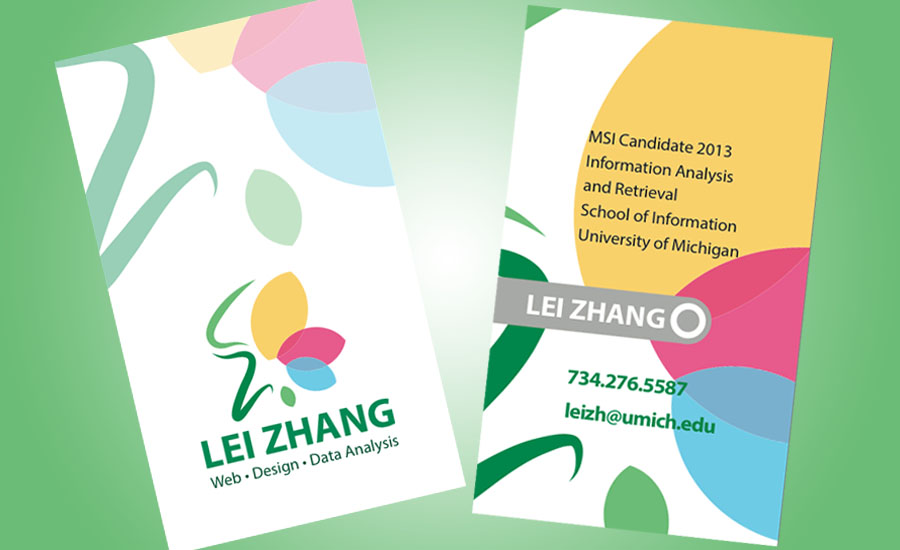 LEI ZHANG
Web • Design • Data Analysis
MSI Candidate 2013
Information Analysis
and Retrieval
School of Information
University of Michigan
LEI ZHANG
734.276.5587
leizh@umich.edu